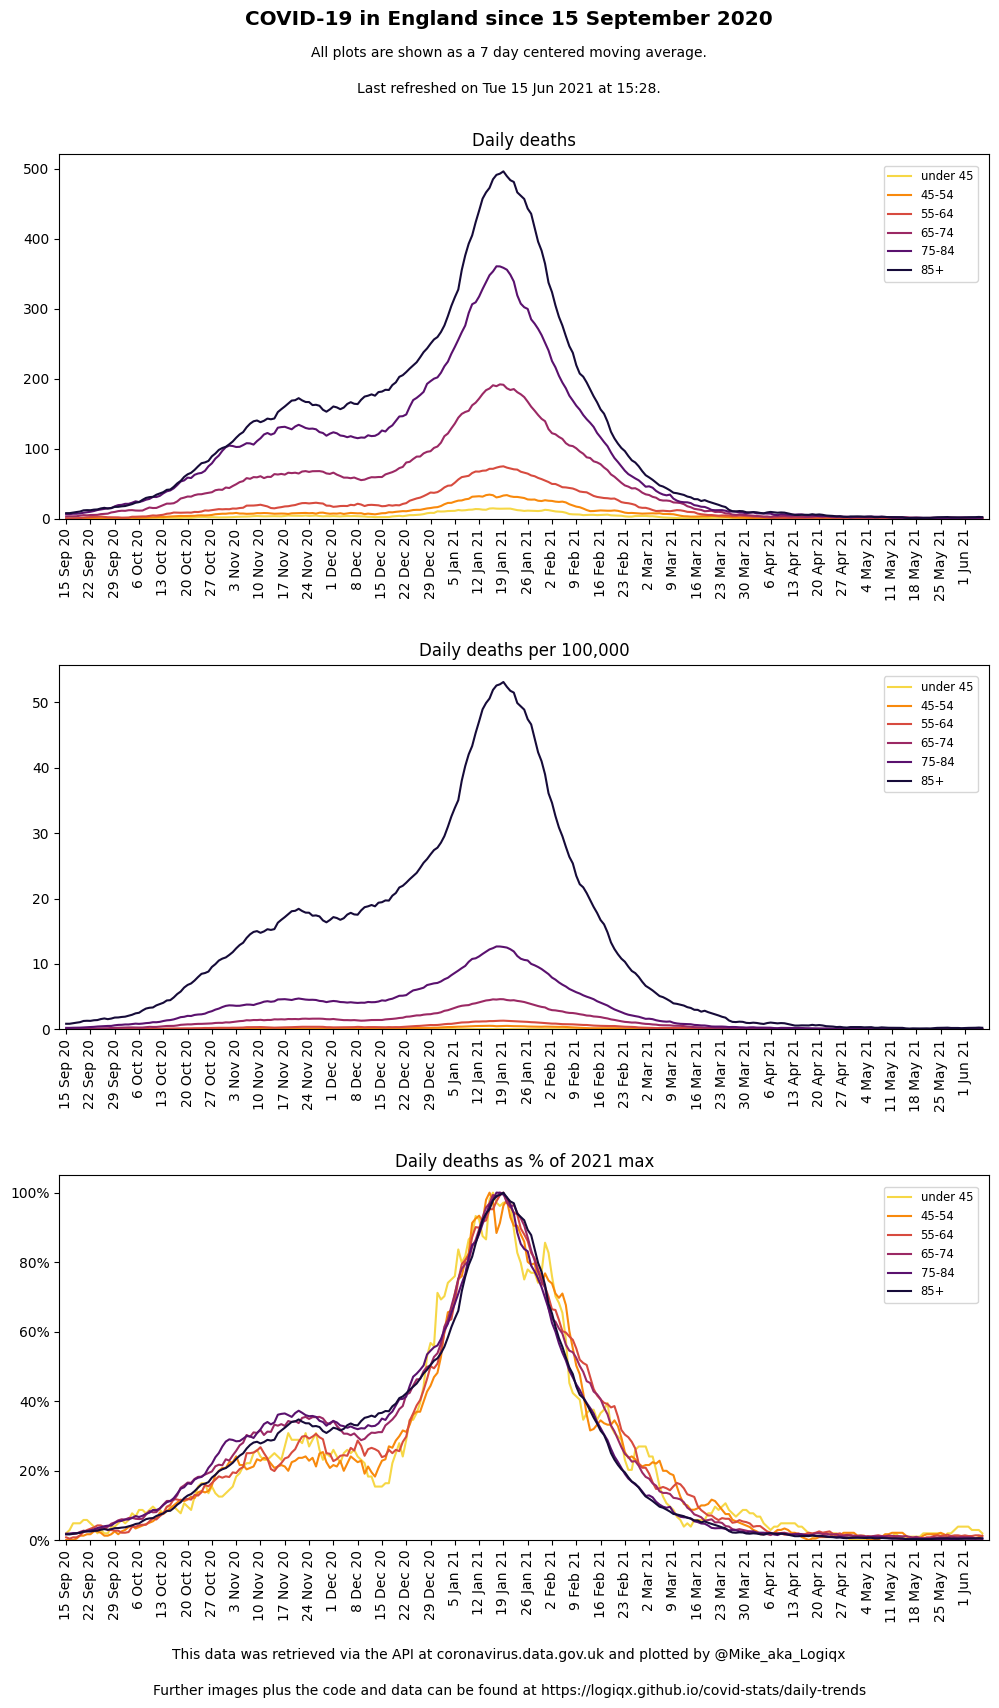 COVID-19 in England since 15 September 2020
All plots are shown as a 7 day centered moving average.
Last refreshed on Tue 15 Jun 2021 at 15:28.
Daily deaths
500
400
300
200
100
0
under 45
45-54
55-64
65-74
75-84
85+
15 Sep 20
22 Sep 20
29 Sep 20
6 Oct 20
13 Oct 20
20 Oct 20
27 Oct 20
3 Nov 20
10 Nov 20
17 Nov 20
24 Nov 20
1 Dec 20
8 Dec 20
15 Dec 20
22 Dec 20
29 Dec 20
5 Jan 21
12 Jan 21
19 Jan 21
26 Jan 21
2 Feb 21
9 Feb 21
16 Feb 21
23 Feb 21
2 Mar 21
9 Mar 21
16 Mar 21
23 Mar 21
30 Mar 21
6 Apr 21
13 Apr 21
20 Apr 21
27 Apr 21
4 May 21
11 May 21
18 May 21
25 May 21
1 Jun 21
Daily deaths per 100,000
50
40
30
20
10
0
under 45
45-54
55-64
65-74
75-84
85+
15 Sep 20
22 Sep 20
29 Sep 20
6 Oct 20
13 Oct 20
20 Oct 20
27 Oct 20
3 Nov 20
10 Nov 20
17 Nov 20
24 Nov 20
1 Dec 20
8 Dec 20
15 Dec 20
22 Dec 20
29 Dec 20
5 Jan 21
12 Jan 21
19 Jan 21
26 Jan 21
2 Feb 21
9 Feb 21
16 Feb 21
23 Feb 21
2 Mar 21
9 Mar 21
16 Mar 21
23 Mar 21
30 Mar 21
6 Apr 21
13 Apr 21
20 Apr 21
27 Apr 21
4 May 21
11 May 21
18 May 21
25 May 21
1 Jun 21
Daily deaths as % of 2021 max
100%
80%
60%
40%
20%
0%
under 45
45-54
55-64
65-74
75-84
85+
15 Sep 20
22 Sep 20
29 Sep 20
6 Oct 20
13 Oct 20
20 Oct 20
27 Oct 20
3 Nov 20
10 Nov 20
17 Nov 20
24 Nov 20
1 Dec 20
8 Dec 20
15 Dec 20
22 Dec 20
29 Dec 20
5 Jan 21
12 Jan 21
19 Jan 21
26 Jan 21
2 Feb 21
9 Feb 21
16 Feb 21
23 Feb 21
2 Mar 21
9 Mar 21
16 Mar 21
23 Mar 21
30 Mar 21
6 Apr 21
13 Apr 21
20 Apr 21
27 Apr 21
4 May 21
11 May 21
18 May 21
25 May 21
1 Jun 21
This data was retrieved via the API at coronavirus.data.gov.uk and plotted by @Mike_aka_Logiqx
Further images plus the code and data can be found at https://logiqx.github.io/covid-stats/daily-trends